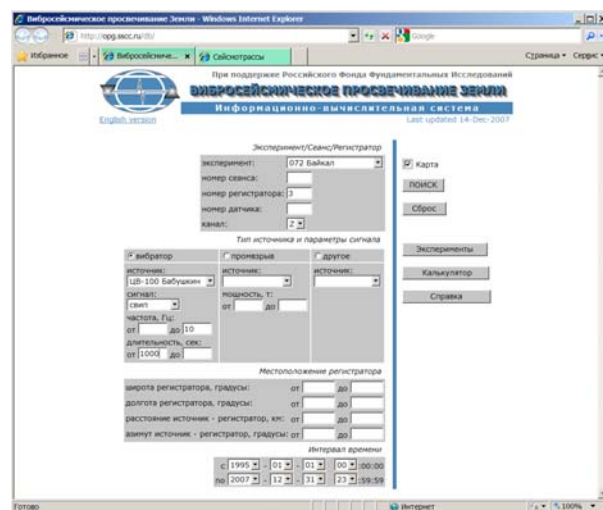 Вибросейсмическое просвечивание Земли - Windows Internet Explorer
http://opg.sscc.ru/db/
Google
Избранное
Вибросейсмиче...
Сейсмотрассы
Страница
Сервис
При поддержке Российского Фонда Фундаментальных Исследований
ВИБРОСЕЙСМИЧЕСКОЕ ПРОСВЕЧИВАНИЕ ЗЕМЛИ
Информационно-вычислительная система
English version
Last updated 14-Dec-2007
Эксперимент/Сеанс/Регистратор
эксперимент: 072 Байкал
номер сеанса:
номер регистратора: 3
номер датчика:
канал: Z
Карта
ПОИСК
Сброс
Эксперименты
Калькулятор
Справка
Тип источника и параметры сигнала
вибратор
промвзрыв
другое
источник:
источник:
источник:
ЦВ-100 Бабушкин
сигнал:
мощность, т:
свип
от до
частота, Гц:
от до 10
длительность, сек:
от 1000 до
Местоположение регистратора
широта регистратора, градусы: от до
долгота регистратора, градусы: от до
расстояние источник - регистратор, км: от до
азимут источник - регистратор, градусы: от до
Интервал времени
с 1995 - 01 - 01 00 :00:00
по 2007 - 12 - 31 23 :59:59
Готово
Интернет
100%